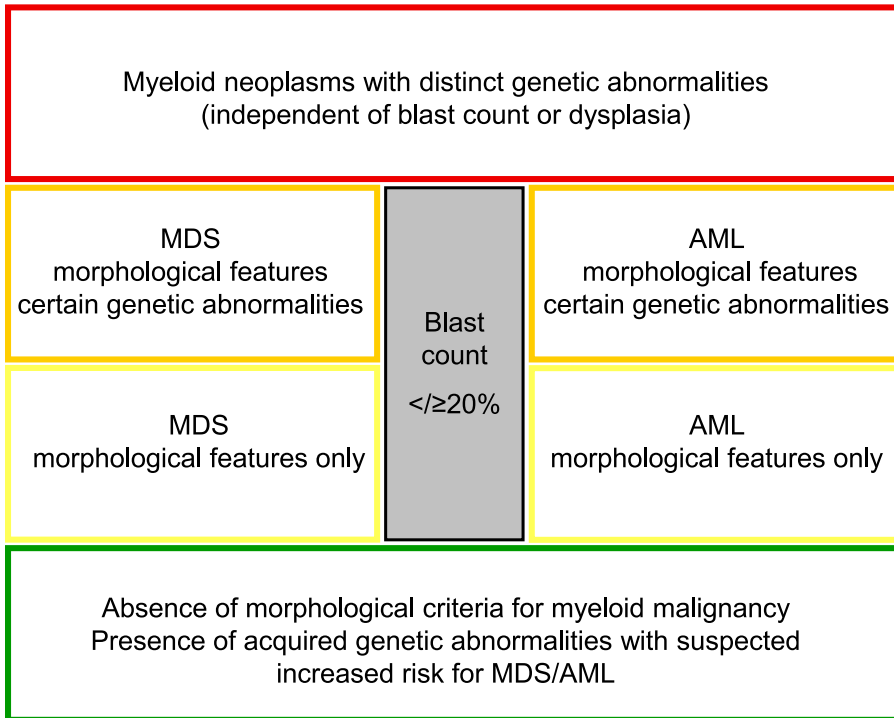 Myeloid neoplasms with distinct genetic abnormalities
(independent of blast count or dysplasia)
MDS
morphological features
certain genetic abnormalities
Blast
count
</≥20%
AML
morphological features
certain genetic abnormalities
MDS
morphological features only
AML
morphological features only
Absence of morphological criteria for myeloid malignancy
Presence of acquired genetic abnormalities with suspected
increased risk for MDS/AML